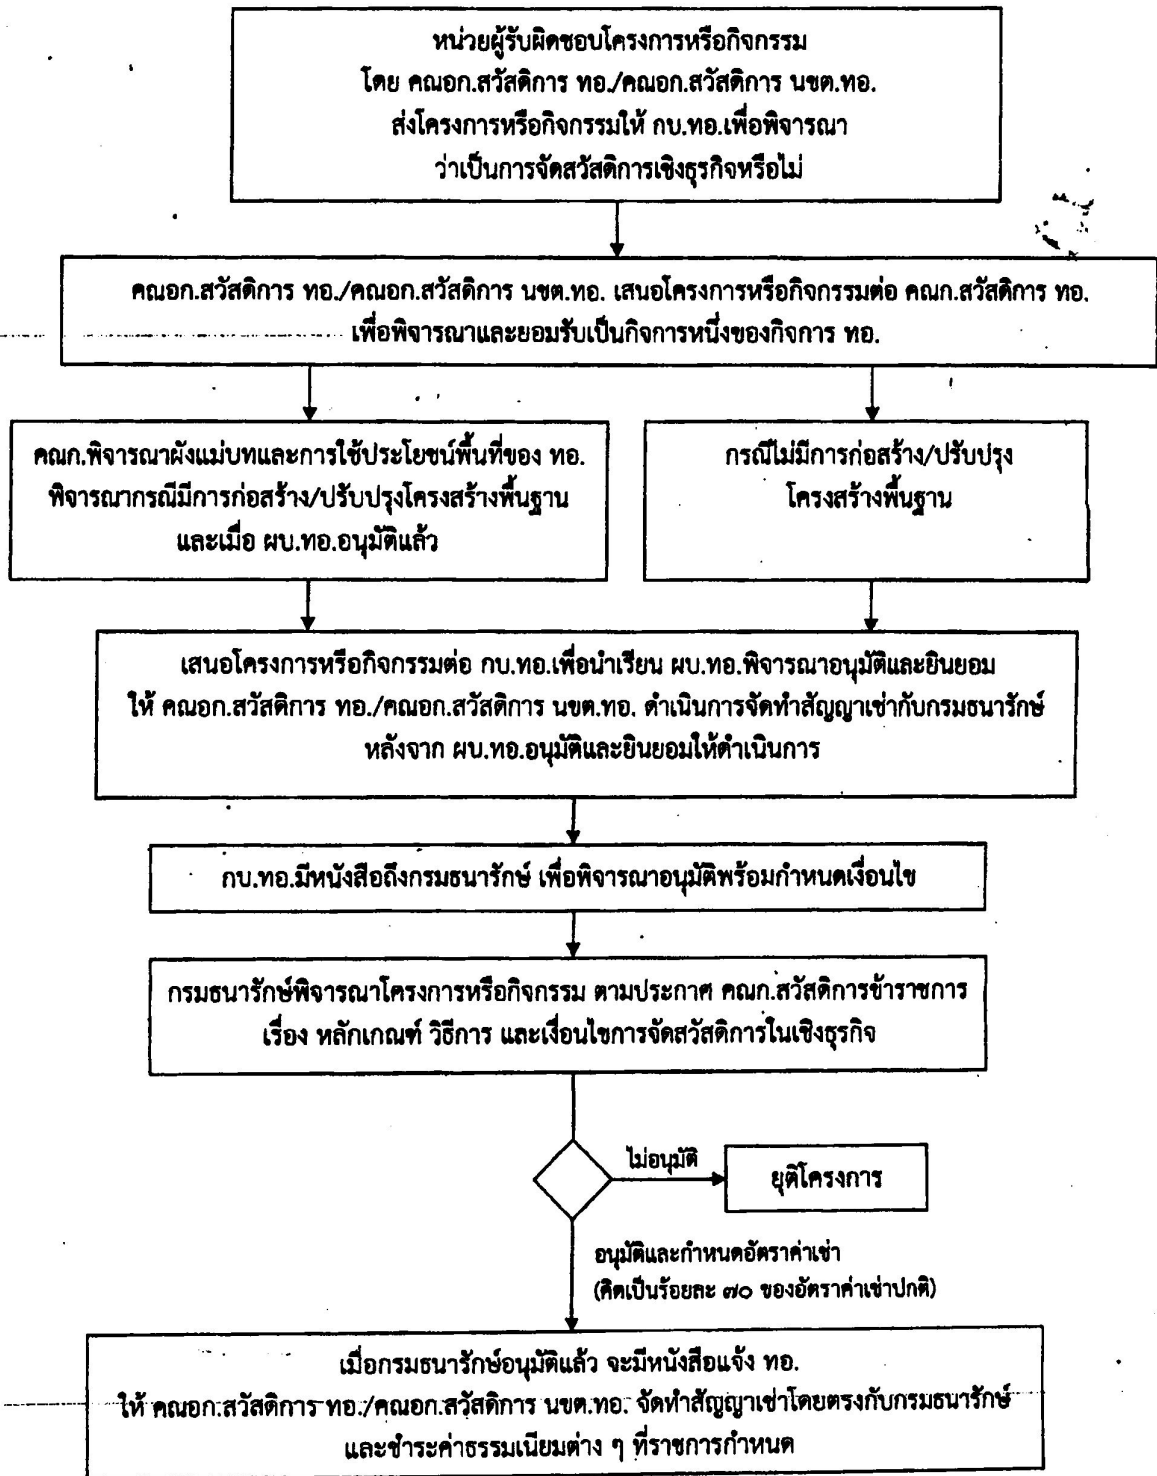 หน่วยผู้รับผิดชอบโครงการหรือกิจกรรม
โดย คณอก.สวัสดิการ ทอ./คณอก.สวัสดิการ นขต.ทอ.
ส่งโครงการหรือกิจกรรมให้ กบ.ทอ.เพื่อพิจารณา
ว่าเป็นการจัดสวัสดิการเชิงธุรกิจหรือไม่
คณอก.สวัสดิการ ทอ./คณอก.สวัสดิการ นขต.ทอ. เสนอโครงการหรือกิจกรรมต่อ คณก.สวัสดิการ ทอ.
เพื่อพิจารณาและยอมรับเป็นกิจการหนึ่งของกิจการ ทอ.
คณก.พิจารณาผังแม่บทและการใช้ประโยชน์พื้นที่ของ ทอ.
พิจารณากรณีมีการก่อสร้าง/ปรับปรุงโครงสร้างพื้นฐาน
และเมื่อ ผบ.ทอ.อนุมัติแล้ว
กรณีไม่มีการก่อสร้าง/ปรับปรุง
โครงสร้างพื้นฐาน
เสนอโครงการหรือกิจกรรมต่อ กบ.ทอ.เพื่อนำเรียน ผบ.ทอ.พิจารณาอนุมัติและยินยอม
ให้ คณอก.สวัสดิการ ทอ./คณอก.สวัสดิการ นขต.ทอ. ดำเนินการจัดทำสัญญาเช่ากับกรมธนารักษ์
หลังจาก ผบ.ทอ.อนุมัติและยินยอมให้ดำเนินการ
กบ.ทอ.มีหนังสือถึงกรมธนารักษ์ เพื่อพิจารณาอนุมัติพร้อมกำหนดเงื่อนไข
กรมธนารักษ์พิจารณาโครงการหรือกิจกรรม ตามประกาศ คณก.สวัสดิการข้าราชการ
เรื่อง หลักเกณฑ์ วิธีการ และเงื่อนไขการจัดสวัสดิการในเชิงธุรกิจ
ไม่อนุมัติ
ยุติโครงการ
อนุมัติและกำหนดอัตราค่าเช่า
(คิดเป็นร้อยละ ๗๐ ของอัตราค่าเช่าปกติ)
เมื่อกรมธนารักษ์อนุมัติแล้ว จะมีหนังสือแจ้ง ทอ.
ให้ คณอก.สวัสดิการ ทอ./คณอก.สวัสดิการ นขต.ทอ. จัดทำสัญญาเช่าโดยตรงกับกรมธนารักษ์
และชำระค่าธรรมเนียมต่าง ๆ ที่ราชการกำหนด